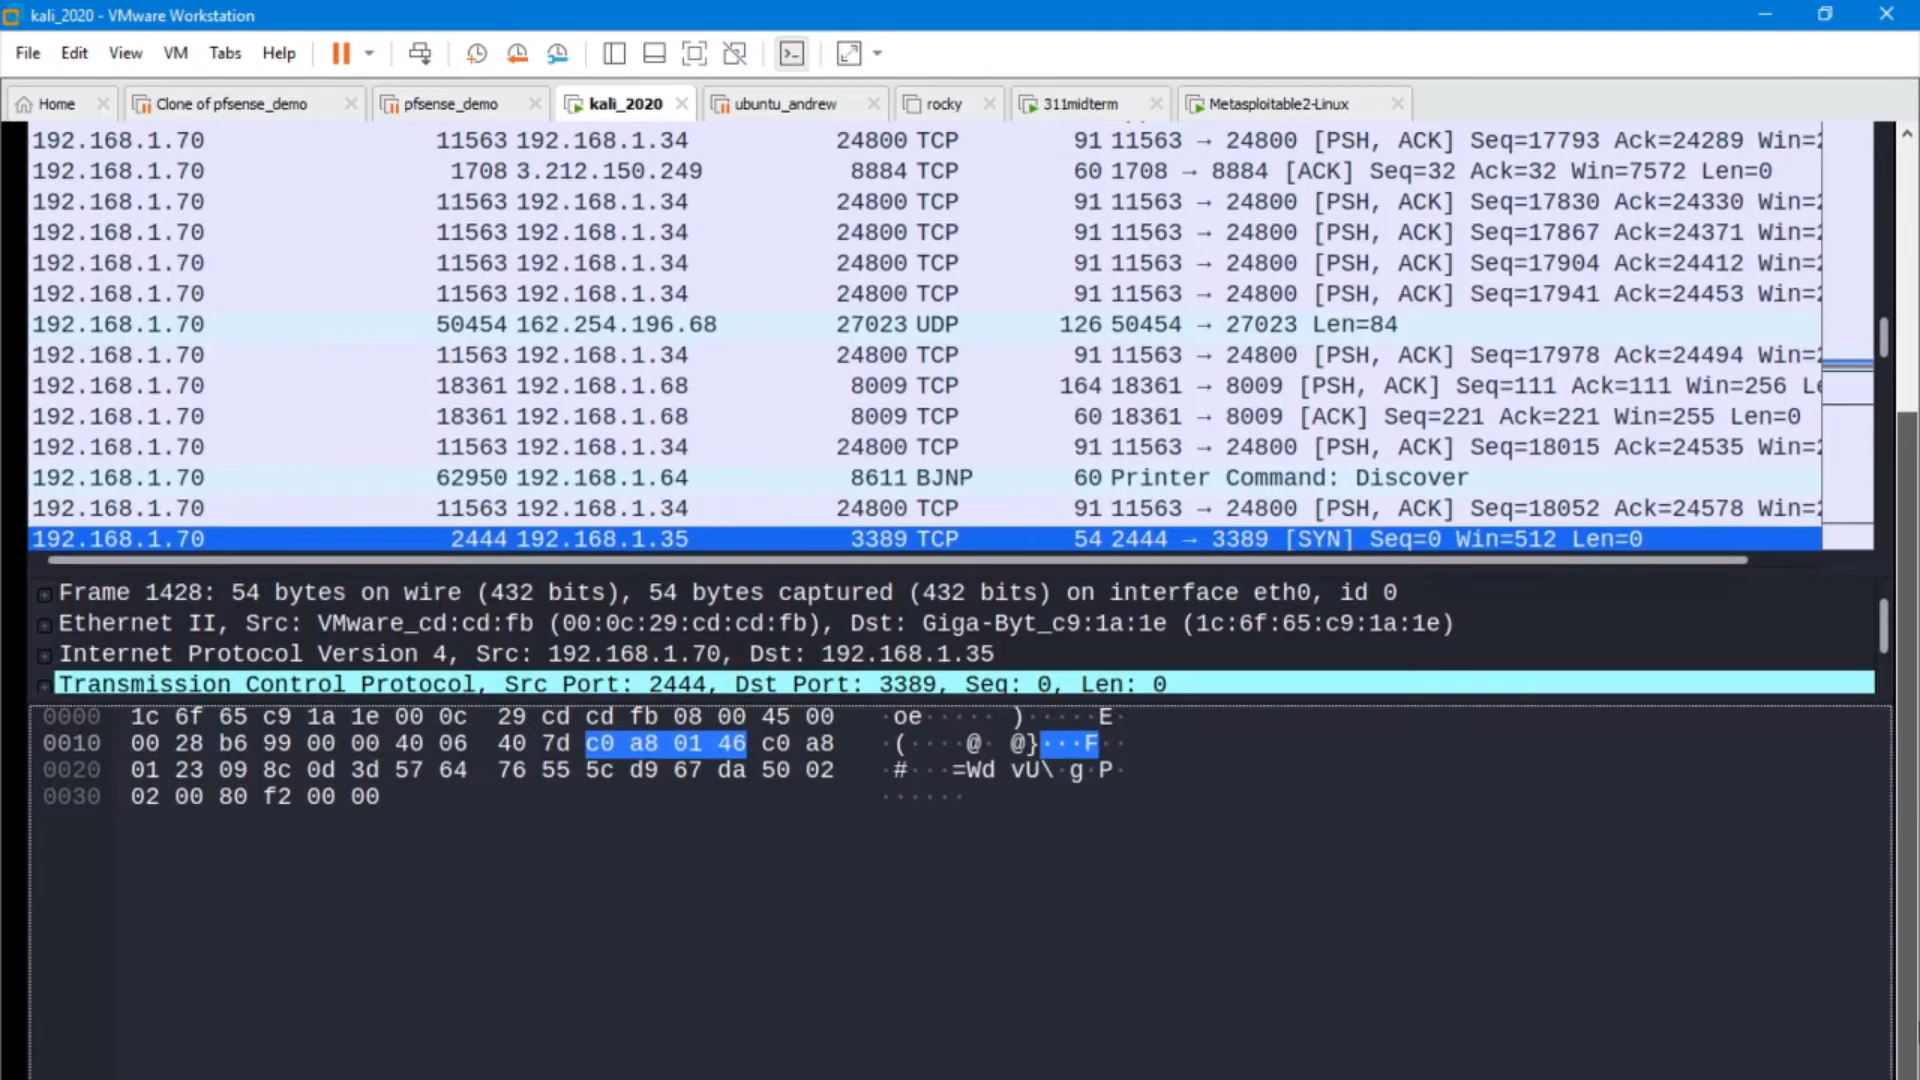 kali_2020 - VMware Workstation
File Edit View VM Tabs Help
Home Clone of pfsense_demo pfsense_demo kali_2020 ubuntu_andrew rocky 311midterm Metasploitable2-Linux
192.168.1.70 11563 192.168.1.34 24800 TCP 91 11563 → 24800 [PSH, ACK] Seq=17793 Ack=24289 Win=2
192.168.1.70 1708 3.212.150.249 8884 TCP 60 1708 → 8884 [ACK] Seq=32 Ack=32 Win=7572 Len=0
192.168.1.70 11563 192.168.1.34 24800 TCP 91 11563 → 24800 [PSH, ACK] Seq=17830 Ack=24330 Win=2
192.168.1.70 11563 192.168.1.34 24800 TCP 91 11563 → 24800 [PSH, ACK] Seq=17867 Ack=24371 Win=2
192.168.1.70 11563 192.168.1.34 24800 TCP 91 11563 → 24800 [PSH, ACK] Seq=17904 Ack=24412 Win=2
192.168.1.70 11563 192.168.1.34 24800 TCP 91 11563 → 24800 [PSH, ACK] Seq=17941 Ack=24453 Win=2
192.168.1.70 50454 162.254.196.68 27023 UDP 126 50454 → 27023 Len=84
192.168.1.70 11563 192.168.1.34 24800 TCP 91 11563 → 24800 [PSH, ACK] Seq=17978 Ack=24494 Win=2
192.168.1.70 18361 192.168.1.68 8009 TCP 164 18361 → 8009 [PSH, ACK] Seq=111 Ack=111 Win=256 Le
192.168.1.70 18361 192.168.1.68 8009 TCP 60 18361 → 8009 [ACK] Seq=221 Ack=221 Win=255 Len=0
192.168.1.70 11563 192.168.1.34 24800 TCP 91 11563 → 24800 [PSH, ACK] Seq=18015 Ack=24535 Win=2
192.168.1.70 62950 192.168.1.64 8611 BJNP 60 Printer Command: Discover
192.168.1.70 11563 192.168.1.34 24800 TCP 91 11563 → 24800 [PSH, ACK] Seq=18052 Ack=24578 Win=2
192.168.1.70 2444 192.168.1.35 3389 TCP 54 2444 → 3389 [SYN] Seq=0 Win=512 Len=0
Frame 1428: 54 bytes on wire (432 bits), 54 bytes captured (432 bits) on interface eth0, id 0
Ethernet II, Src: VMware_cd:cd:fb (00:0c:29:cd:cd:fb), Dst: Giga-Byt_c9:1a:1e (1c:6f:65:c9:1a:1e)
Internet Protocol Version 4, Src: 192.168.1.70, Dst: 192.168.1.35
Transmission Control Protocol, Src Port: 2444, Dst Port: 3389, Seq: 0, Len: 0
0000 1c 6f 65 c9 1a 1e 00 0c 29 cd cd fb 08 00 45 00 ·oe····· )·····E·
0010 00 28 b6 99 00 00 40 06 40 7d c0 a8 01 46 c0 a8 ·(····@· @}···F··
0020 01 23 09 8c 0d 3d 57 64 76 55 5c d9 67 da 50 02 ·#···=Wd vU\·g·P·
0030 02 00 80 f2 00 00 ······